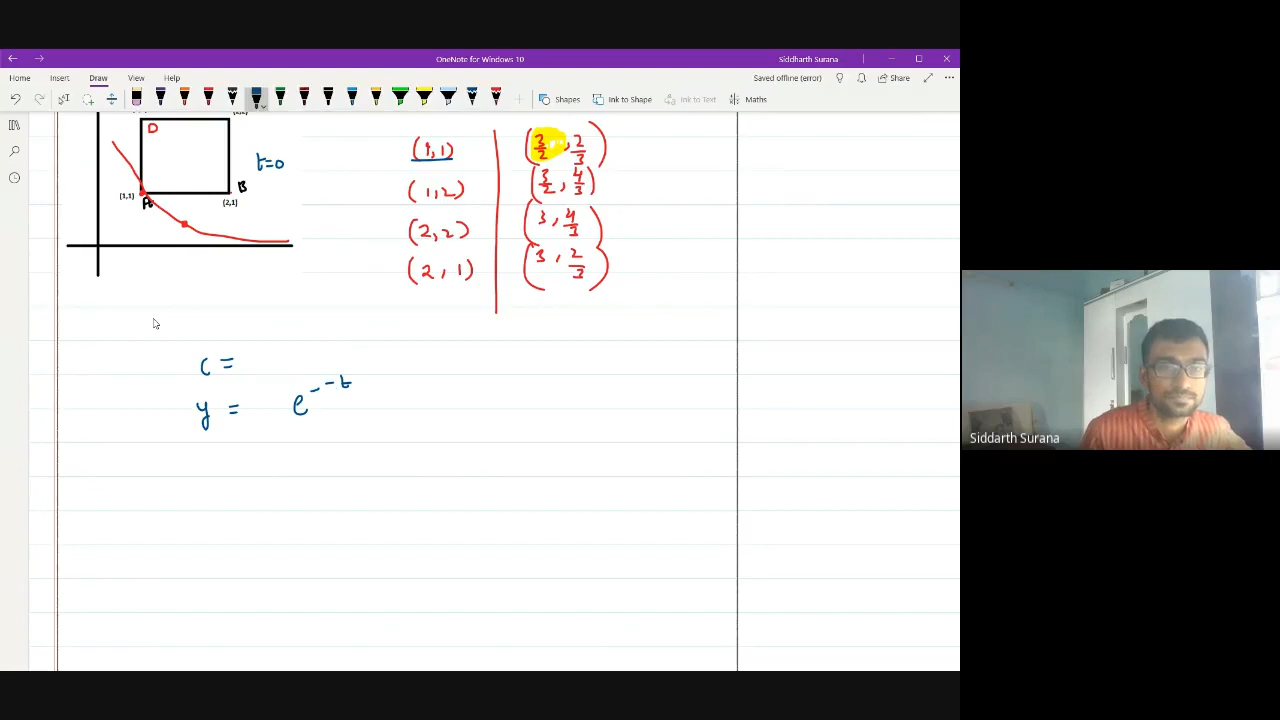 OneNote for Windows 10
Siddharth Surana
Home Insert Draw View Help
Saved offline (error)
Share
Shapes
Ink to Shape
Ink to Text
Maths
D
t=0
(1,1)
A
B
(2,1)
(1,1) (3/2, 2/3)
(1,2) (3/2, 4/3)
(2,2) (3, 4/3)
(2,1) (3, 2/3)
c =
y = e^--t
Siddarth Surana